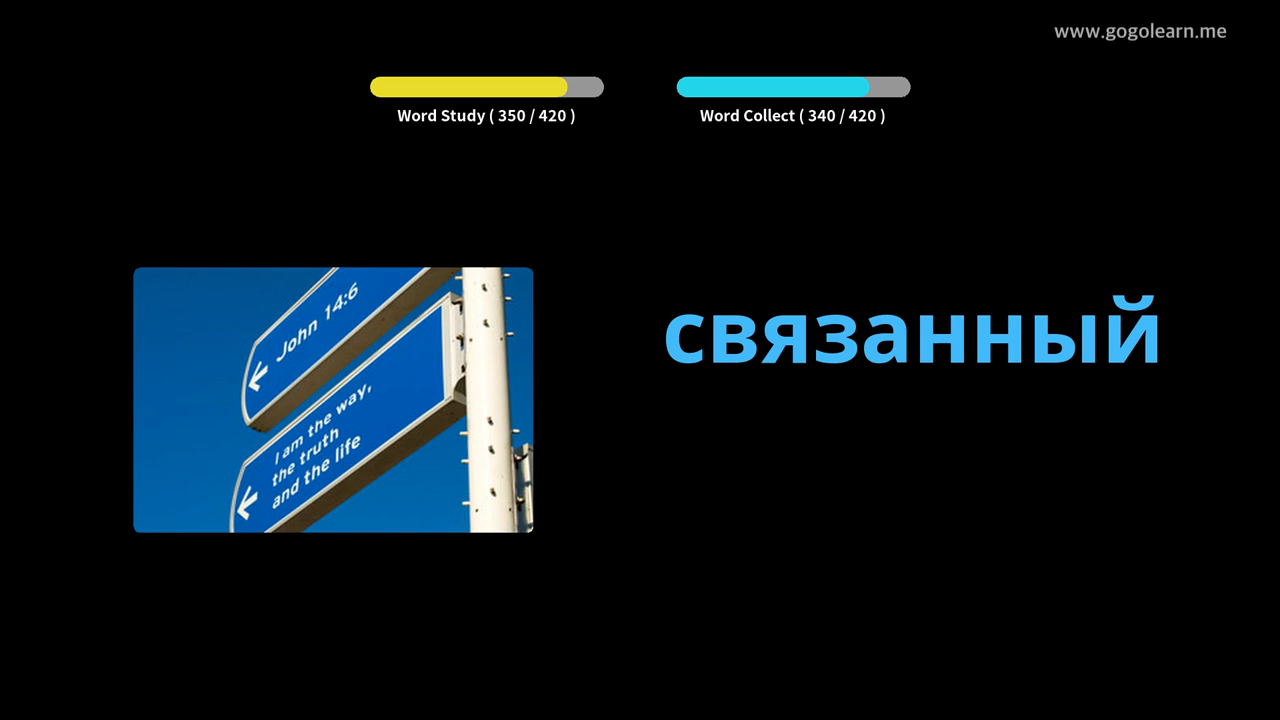 www.gogolearn.me
Word Study ( 350 / 420 )
Word Collect ( 340 / 420 )
John 14:6
I am the way,
the truth
and the life
связанный